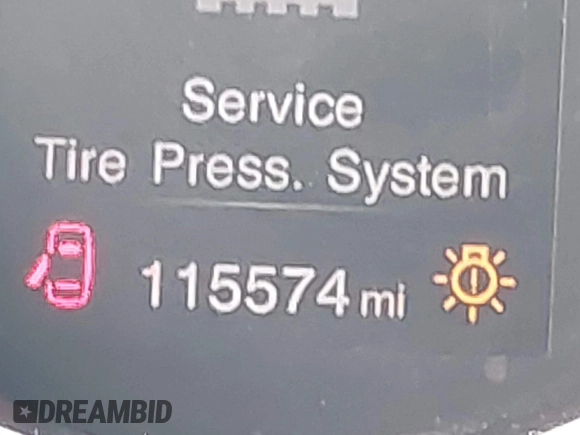 Service
Tire Press. System
115574 mi
DREAMBID